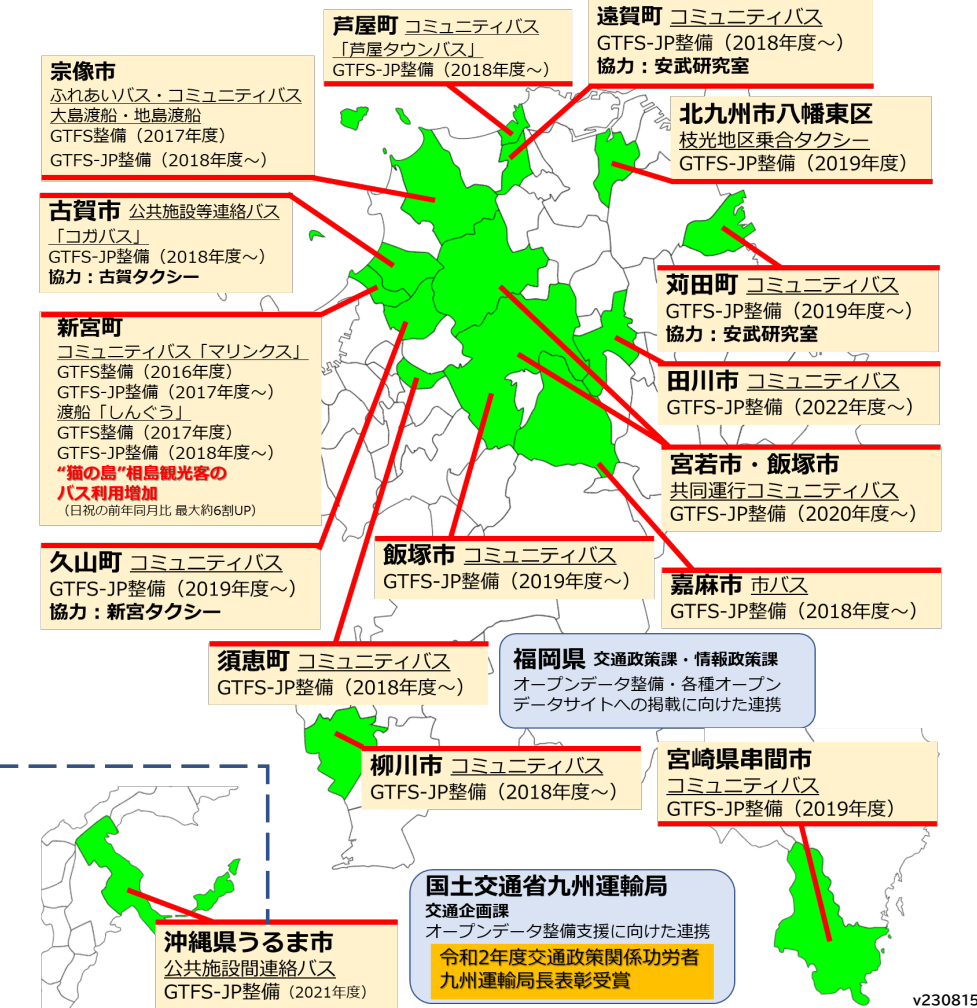 芦屋町 コミュニティバス
「芦屋タウンバス」
GTFS-JP整備（2018年度～）
遠賀町 コミュニティバス
GTFS-JP整備（2018年度～）
協力：安武研究室
宗像市
ふれあいバス・コミュニティバス
大島渡船・地島渡船
GTFS整備（2017年度）
GTFS-JP整備（2018年度～）
北九州市八幡東区
枝光地区乗合タクシー
GTFS-JP整備（2019年度）
古賀市 公共施設等連絡バス
「コガバス」
GTFS-JP整備（2018年度～）
協力：古賀タクシー
苅田町 コミュニティバス
GTFS-JP整備（2019年度～）
協力：安武研究室
新宮町
コミュニティバス「マリンクス」
GTFS整備（2016年度）
GTFS-JP整備（2017年度～）
渡船「しんぐう」
GTFS整備（2017年度）
GTFS-JP整備（2018年度～）
“猫の島”相島観光客の
バス利用増加
（日祝の前年同月比 最大約6割UP）
田川市 コミュニティバス
GTFS-JP整備（2022年度～）
宮若市・飯塚市
共同運行コミュニティバス
GTFS-JP整備（2020年度～）
久山町 コミュニティバス
GTFS-JP整備（2019年度～）
協力：新宮タクシー
飯塚市 コミュニティバス
GTFS-JP整備（2019年度～）
嘉麻市 市バス
GTFS-JP整備（2018年度～）
須恵町 コミュニティバス
GTFS-JP整備（2018年度～）
福岡県 交通政策課・情報政策課
オープンデータ整備・各種オープン
データサイトへの掲載に向けた連携
柳川市 コミュニティバス
GTFS-JP整備（2018年度～）
宮崎県串間市
コミュニティバス
GTFS-JP整備（2019年度）
国土交通省九州運輸局
交通企画課
オープンデータ整備支援に向けた連携
令和2年度交通政策関係功労者
九州運輸局長表彰受賞
沖縄県うるま市
公共施設間連絡バス
GTFS-JP整備（2021年度）
v230815